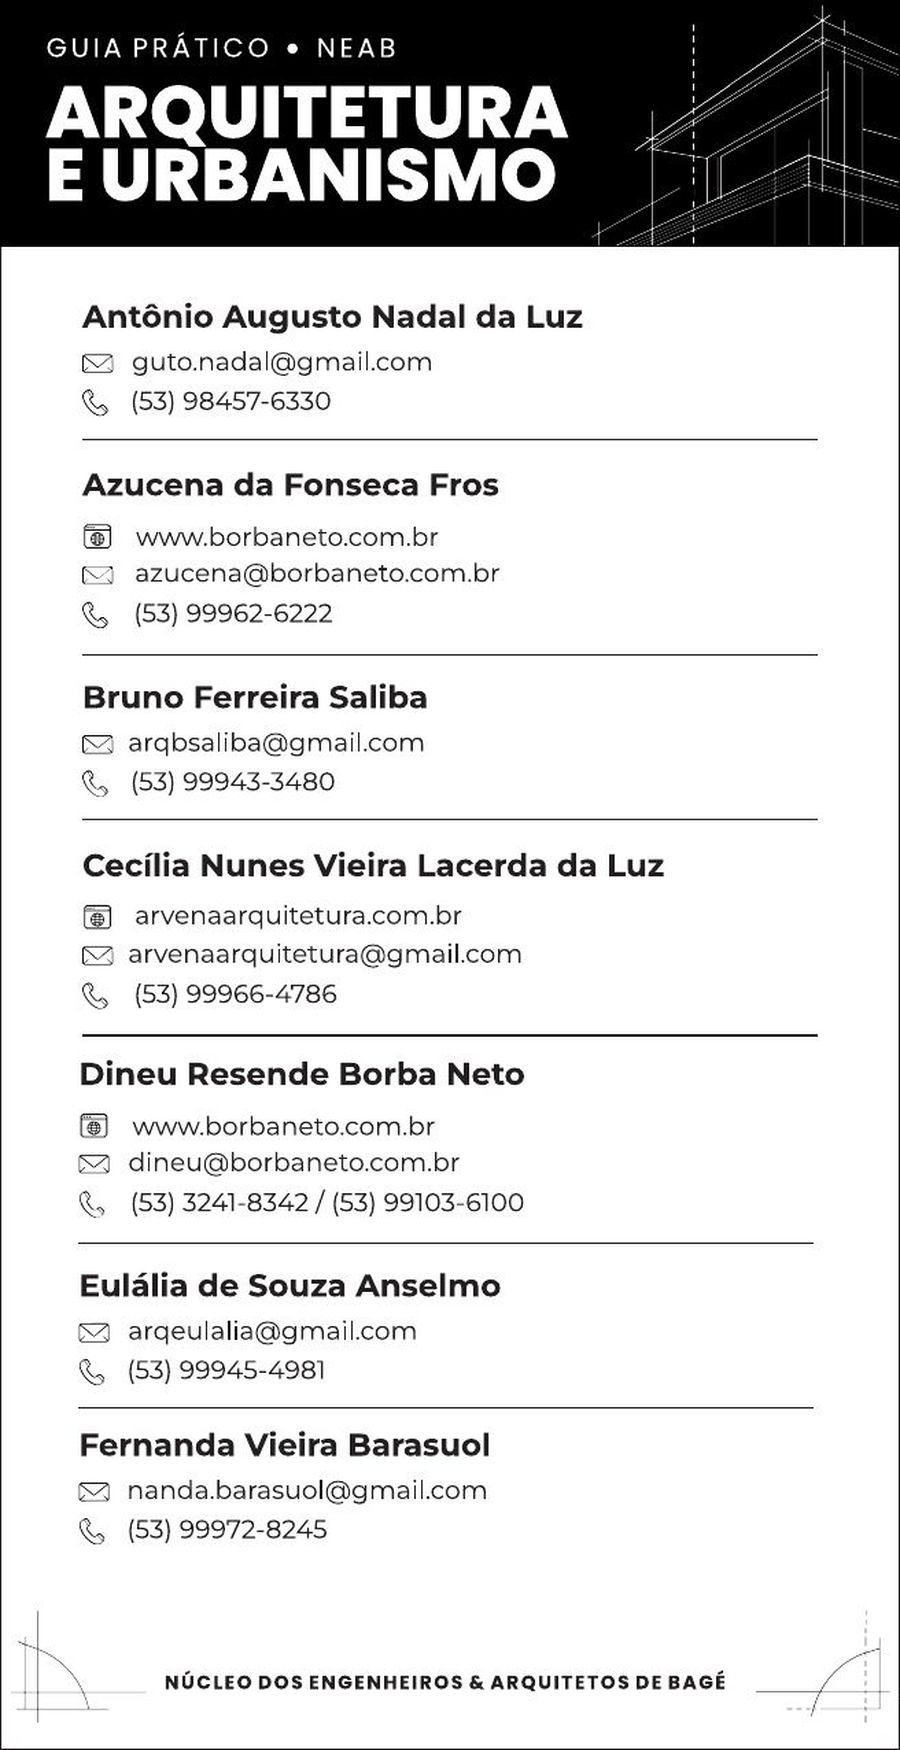 GUIA PRÁTICO • NEAB
ARQUITETURA
E URBANISMO
Antônio Augusto Nadal da Luz
guto.nadal@gmail.com
(53) 98457-6330
Azucena da Fonseca Fros
www.borbaneto.com.br
azucena@borbaneto.com.br
(53) 99962-6222
Bruno Ferreira Saliba
arqbsaliba@gmail.com
(53) 99943-3480
Cecília Nunes Vieira Lacerda da Luz
arvenaarquitetura.com.br
arvenaarquitetura@gmail.com
(53) 99966-4786
Dineu Resende Borba Neto
www.borbaneto.com.br
dineu@borbaneto.com.br
(53) 3241-8342 / (53) 99103-6100
Eulália de Souza Anselmo
arqeulalia@gmail.com
(53) 99945-4981
Fernanda Vieira Barasuol
nanda.barasuol@gmail.com
(53) 99972-8245
NÚCLEO DOS ENGENHEIROS & ARQUITETOS DE BAGÉ